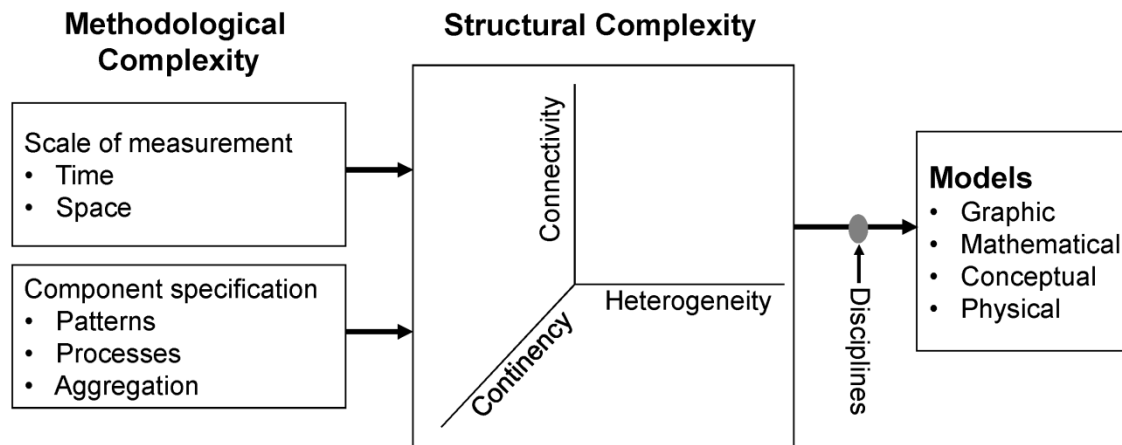 Methodological
Complexity
Structural Complexity
Scale of measurement
• Time
• Space
Component specification
• Patterns
• Processes
• Aggregation
Connectivity
Heterogeneity
Continency
Disciplines
Models
• Graphic
• Mathematical
• Conceptual
• Physical